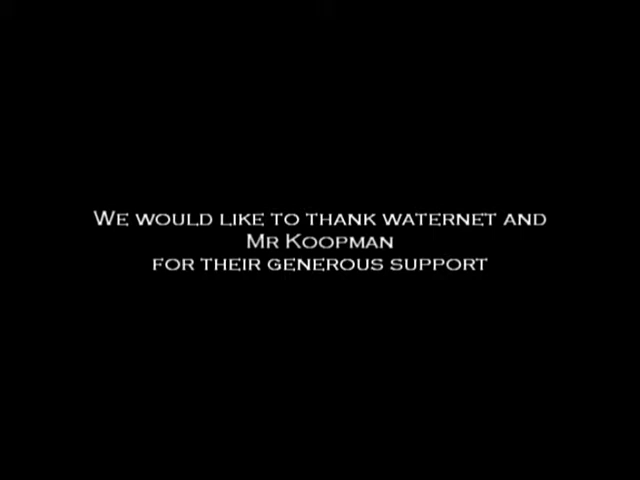 We would like to thank waternet and
Mr Koopman
for their generous support